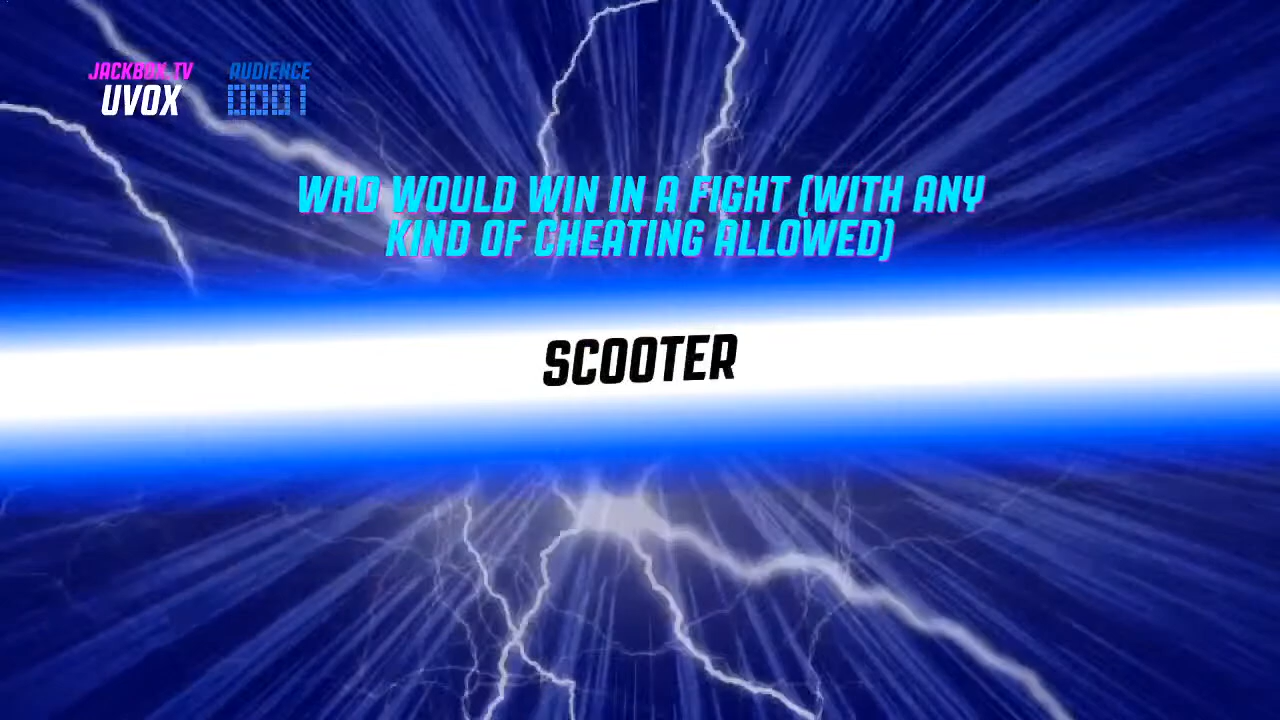 JACKBOX.TV
UVOX
AUDIENCE
0001
WHO WOULD WIN IN A FIGHT (WITH ANY
KIND OF CHEATING ALLOWED)
SCOOTER